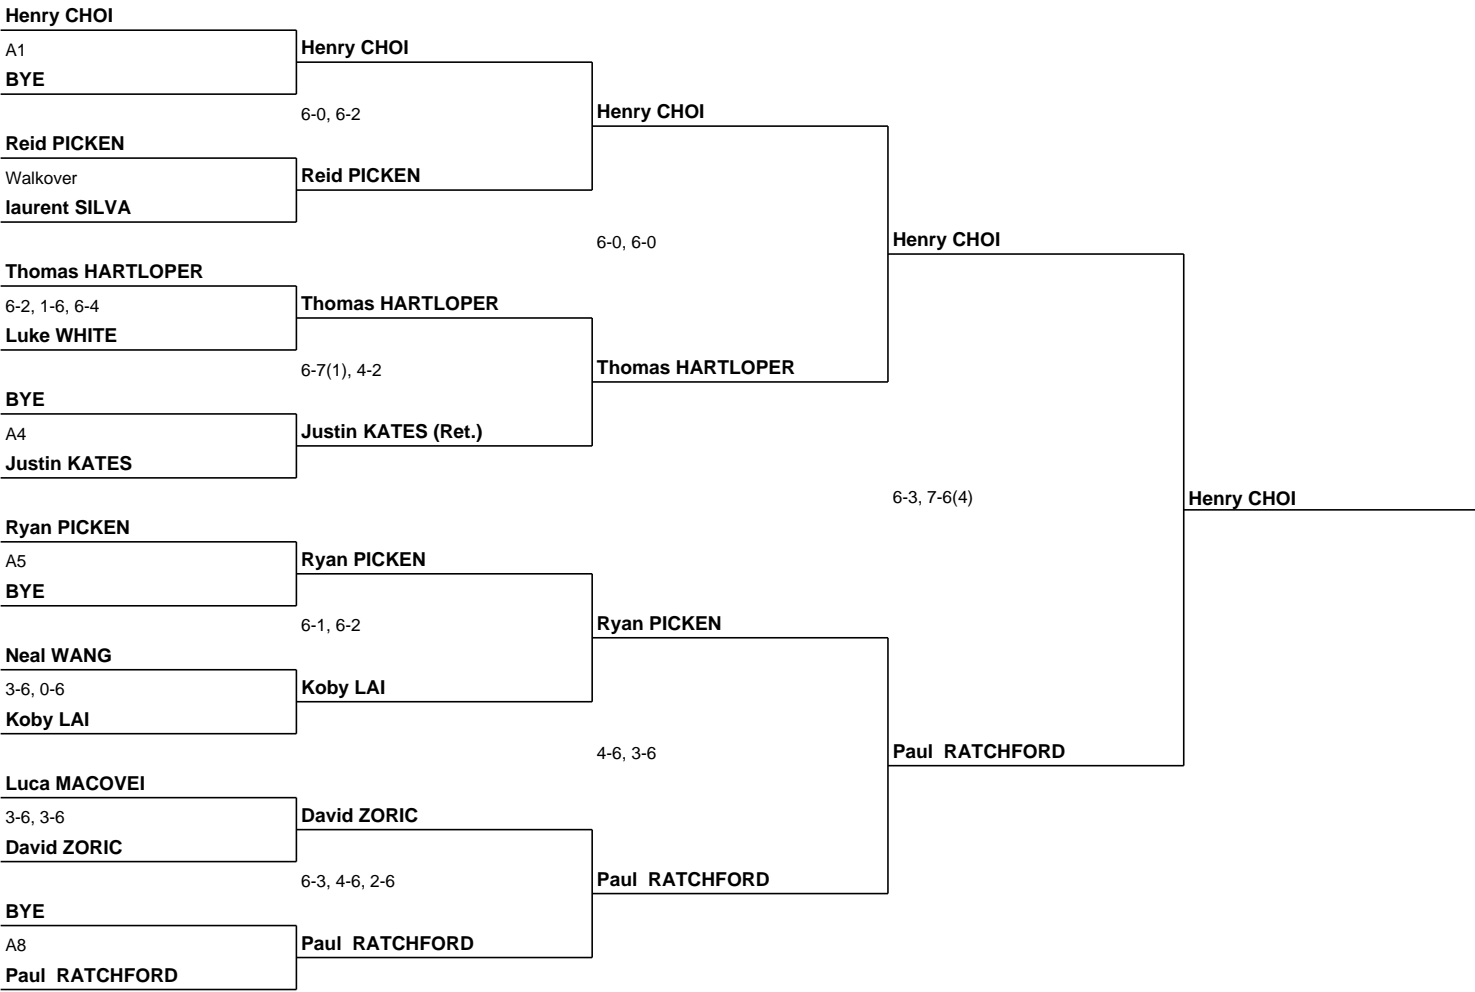 Henry CHOI
A1
BYE
Reid PICKEN
Walkover
laurent SILVA
Thomas HARTLOPER
6-2, 1-6, 6-4
Luke WHITE
BYE
A4
Justin KATES
Ryan PICKEN
A5
BYE
Neal WANG
3-6, 0-6
Koby LAI
Luca MACOVEI
3-6, 3-6
David ZORIC
BYE
A8
Paul  RATCHFORD
Henry CHOI
6-0, 6-2
Reid PICKEN
Thomas HARTLOPER
6-7(1), 4-2
Justin KATES (Ret.)
Ryan PICKEN
6-1, 6-2
Koby LAI
David ZORIC
6-3, 4-6, 2-6
Paul  RATCHFORD
Henry CHOI
6-0, 6-0
Thomas HARTLOPER
Ryan PICKEN
4-6, 3-6
Paul  RATCHFORD
Henry CHOI
6-3, 7-6(4)
Paul  RATCHFORD
Henry CHOI